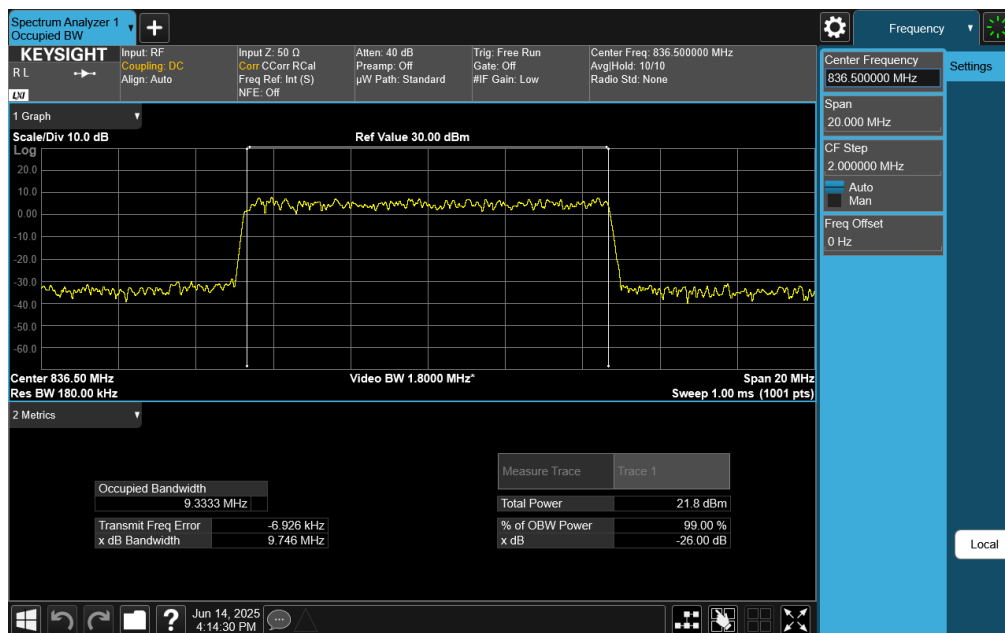 Spectrum Analyzer 1
Occupied BW
Frequency
KEYSIGHT
R L
LXI
Input: RF
Coupling: DC
Align: Auto
Input Z: 50 Ω
Corr CCorr RCal
Freq Ref: Int (S)
NFE: Off
Atten: 40 dB
Preamp: Off
µW Path: Standard
Trig: Free Run
Gate: Off
#IF Gain: Low
Center Freq: 836.500000 MHz
Avg|Hold: 10/10
Radio Std: None
Center Frequency
836.500000 MHz
Settings
Span
20.000 MHz
CF Step
2.000000 MHz
Auto
Man
Freq Offset
0 Hz
1 Graph
Scale/Div 10.0 dB
Ref Value 30.00 dBm
Log
20.0
10.0
0.00
-10.0
-20.0
-30.0
-40.0
-50.0
-60.0
Center 836.50 MHz
Video BW 1.8000 MHz*
Span 20 MHz
Res BW 180.00 kHz
Sweep 1.00 ms (1001 pts)
2 Metrics
Measure Trace
Trace 1
Occupied Bandwidth
9.3333 MHz
Total Power
21.8 dBm
Transmit Freq Error
-6.926 kHz
% of OBW Power
99.00 %
x dB Bandwidth
9.746 MHz
x dB
-26.00 dB
Local
?
Jun 14, 2025
4:14:30 PM